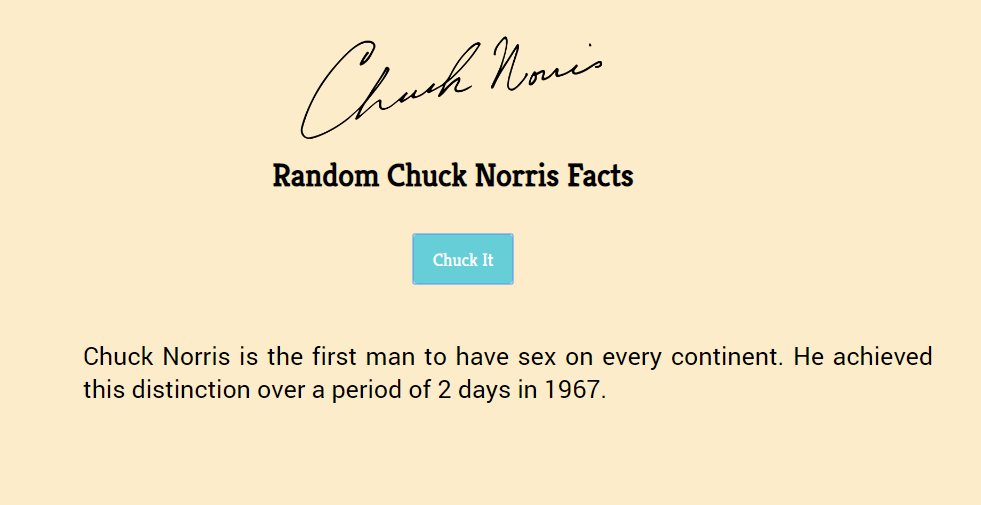 Chuck Norris
Random Chuck Norris Facts
Chuck It
Chuck Norris is the first man to have sex on every continent. He achieved
this distinction over a period of 2 days in 1967.